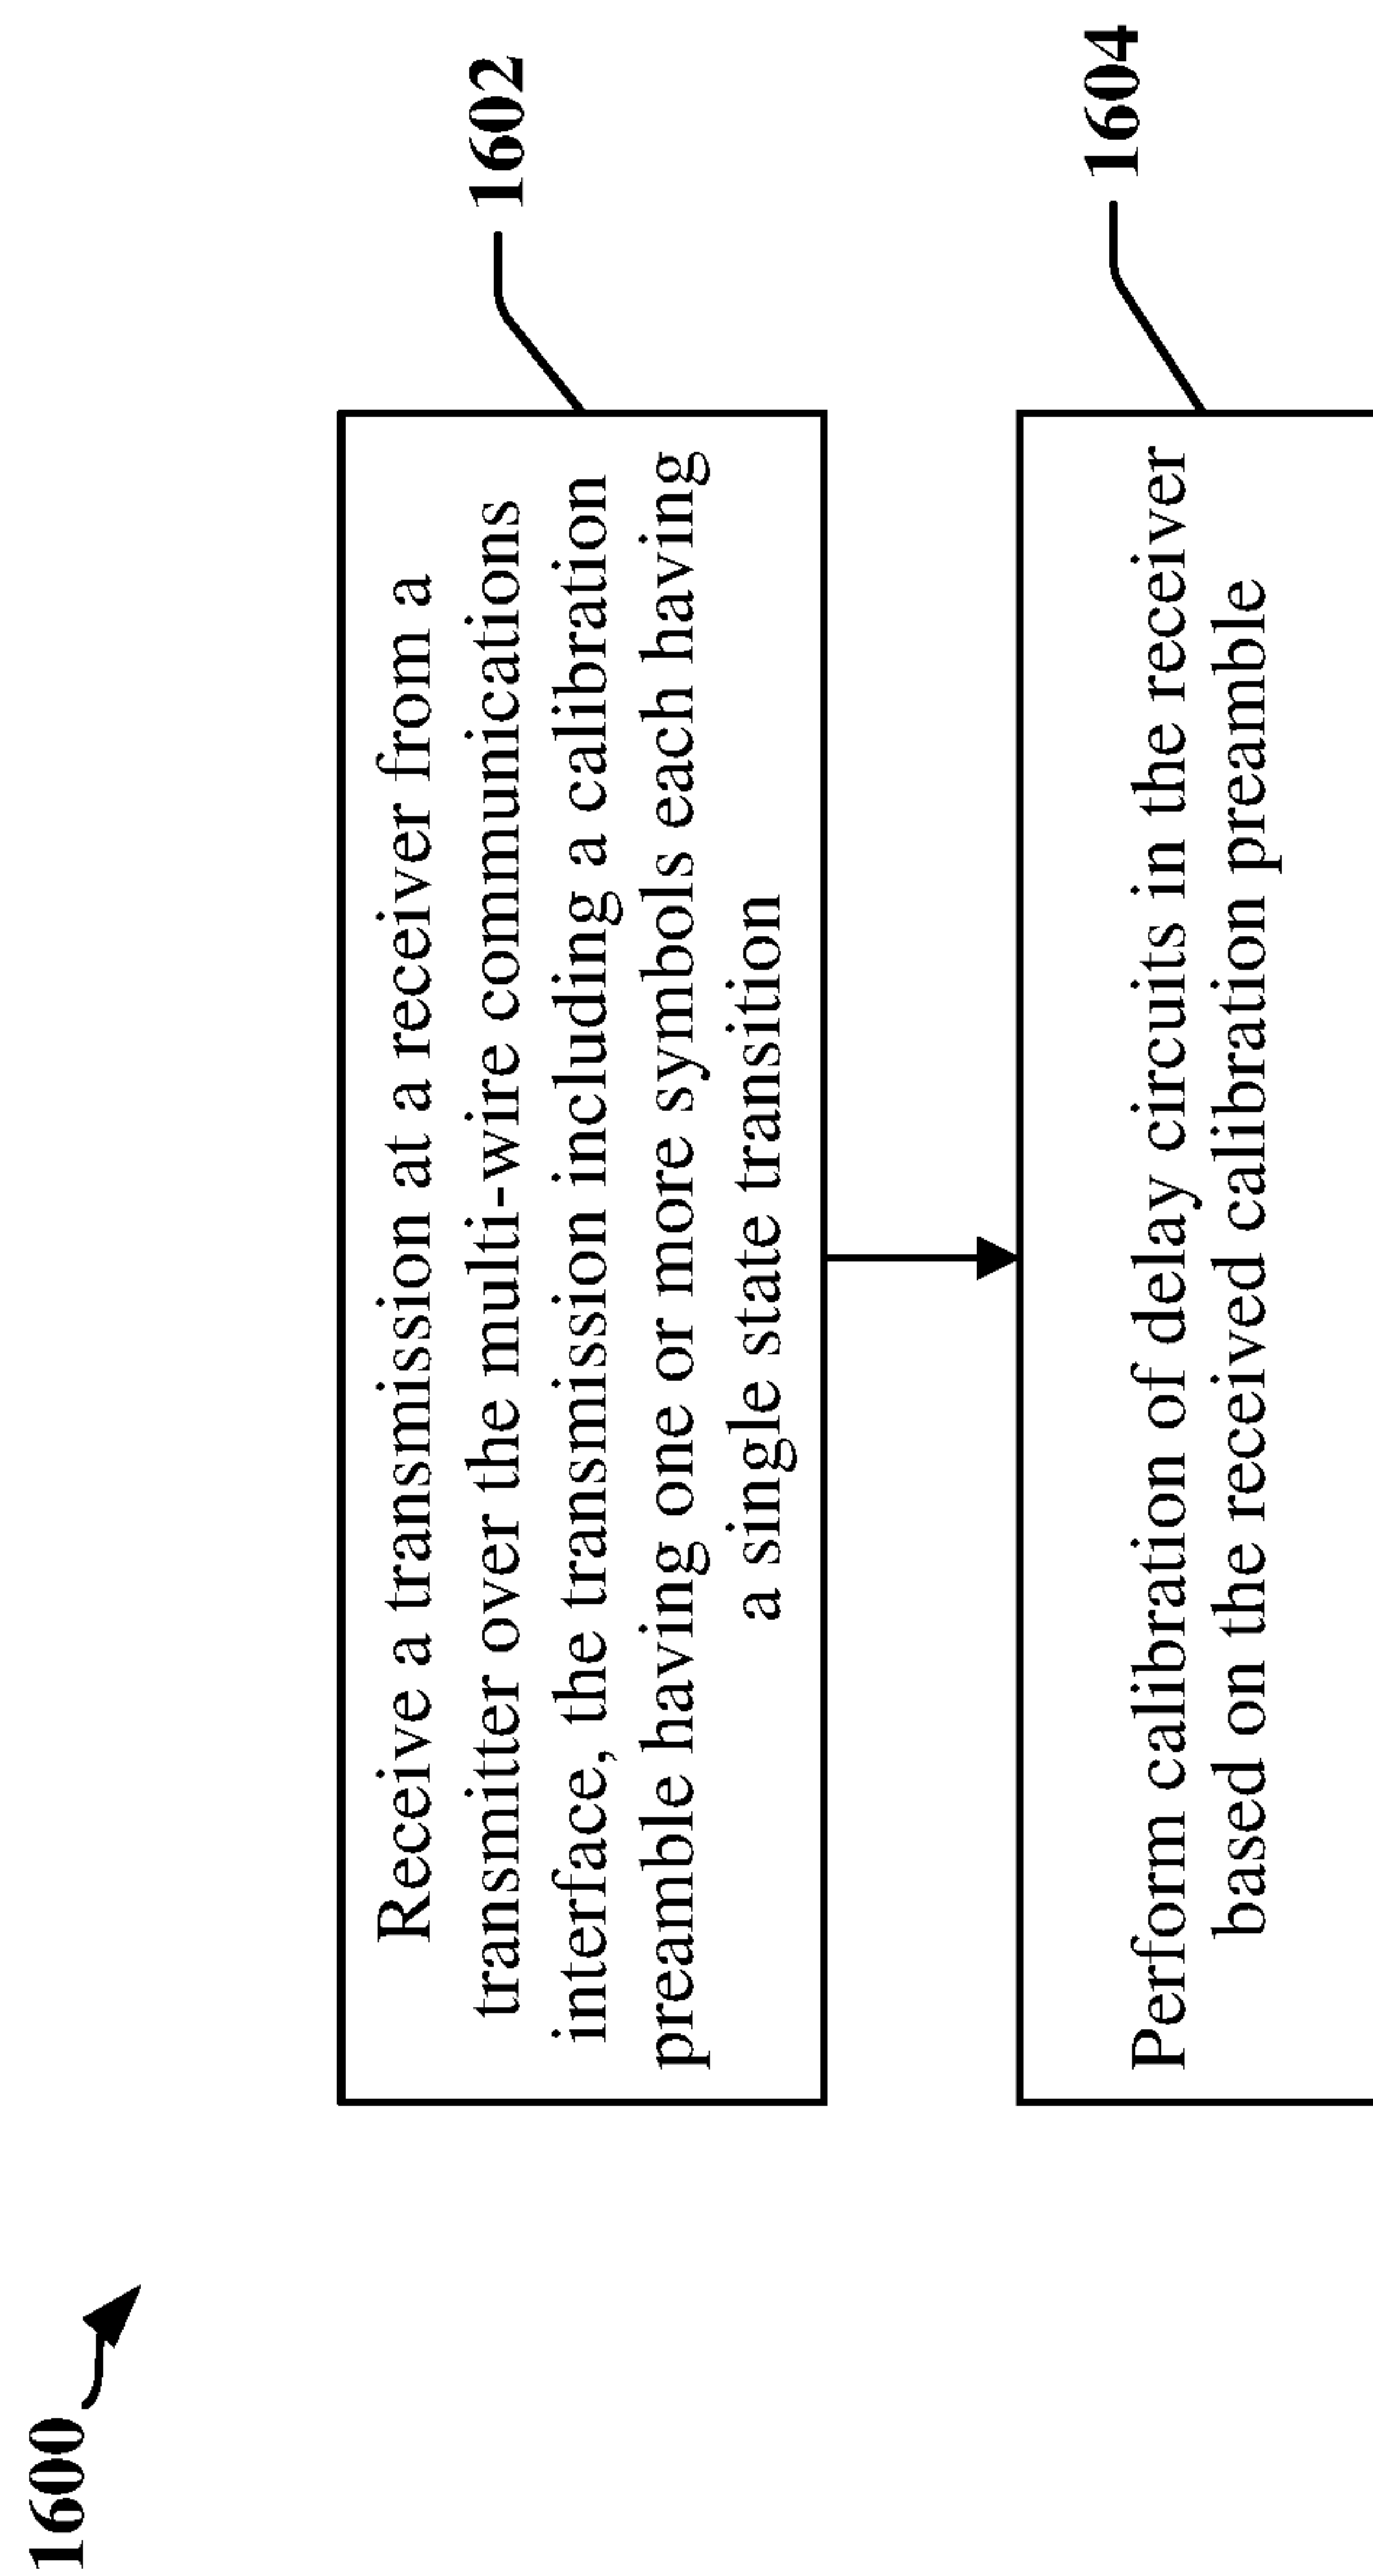 1600
1602
Receive a transmission at a receiver from a
transmitter over the multi-wire communications
interface, the transmission including a calibration
preamble having one or more symbols each having
a single state transition
1604
Perform calibration of delay circuits in the receiver
based on the received calibration preamble